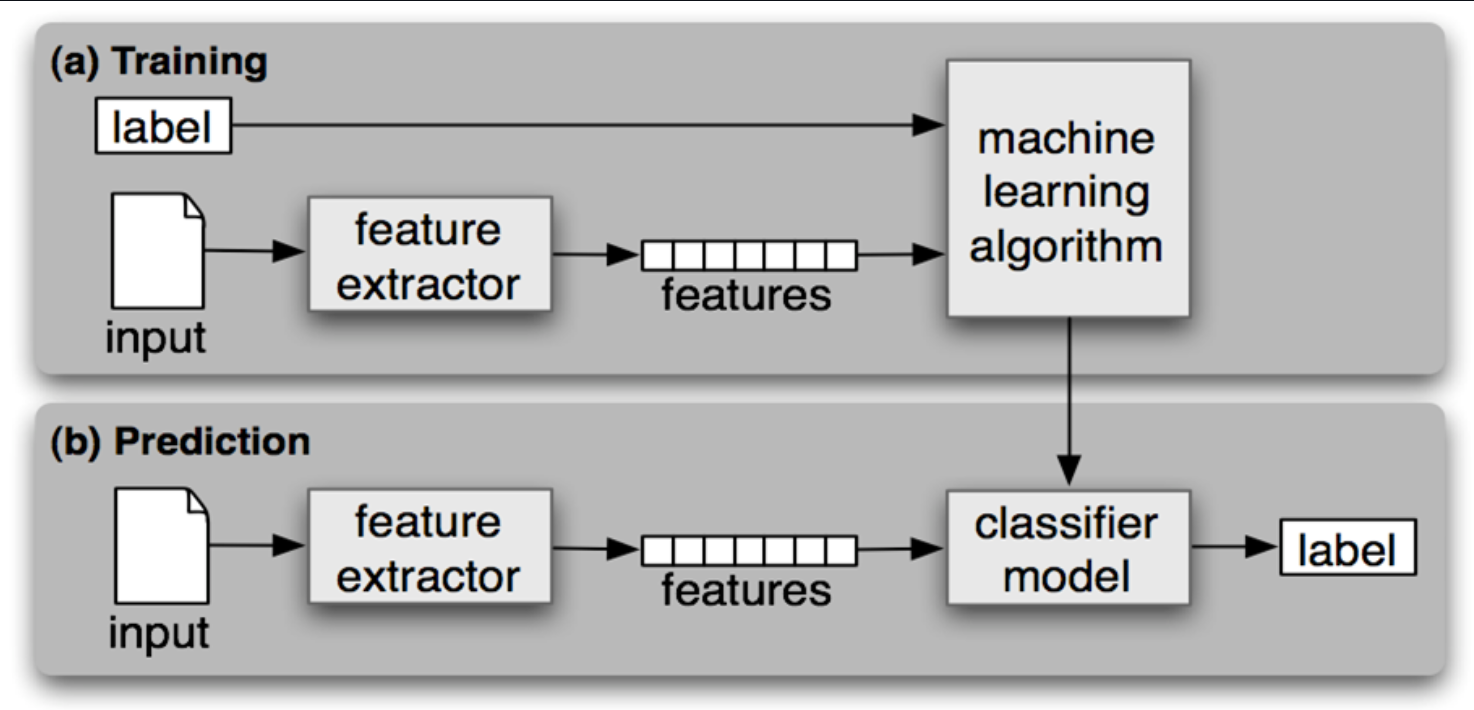 (a) Training
label
machine
learning
algorithm
feature
extractor
features
input
(b) Prediction
feature
extractor
features
classifier
model
label
input